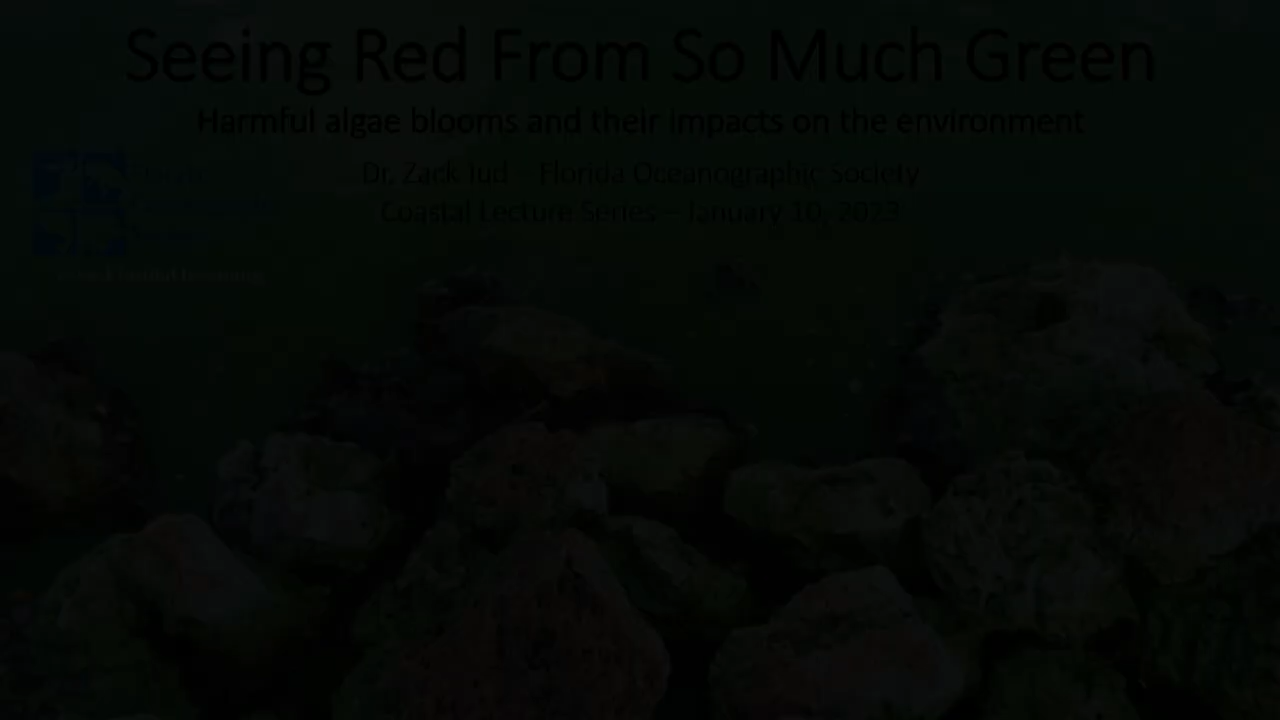 Seeing Red From So Much Green
Harmful algae blooms and their impacts on the environment
Dr. Zack Jud – Florida Oceanographic Society
Coastal Lecture Series – January 10, 2023